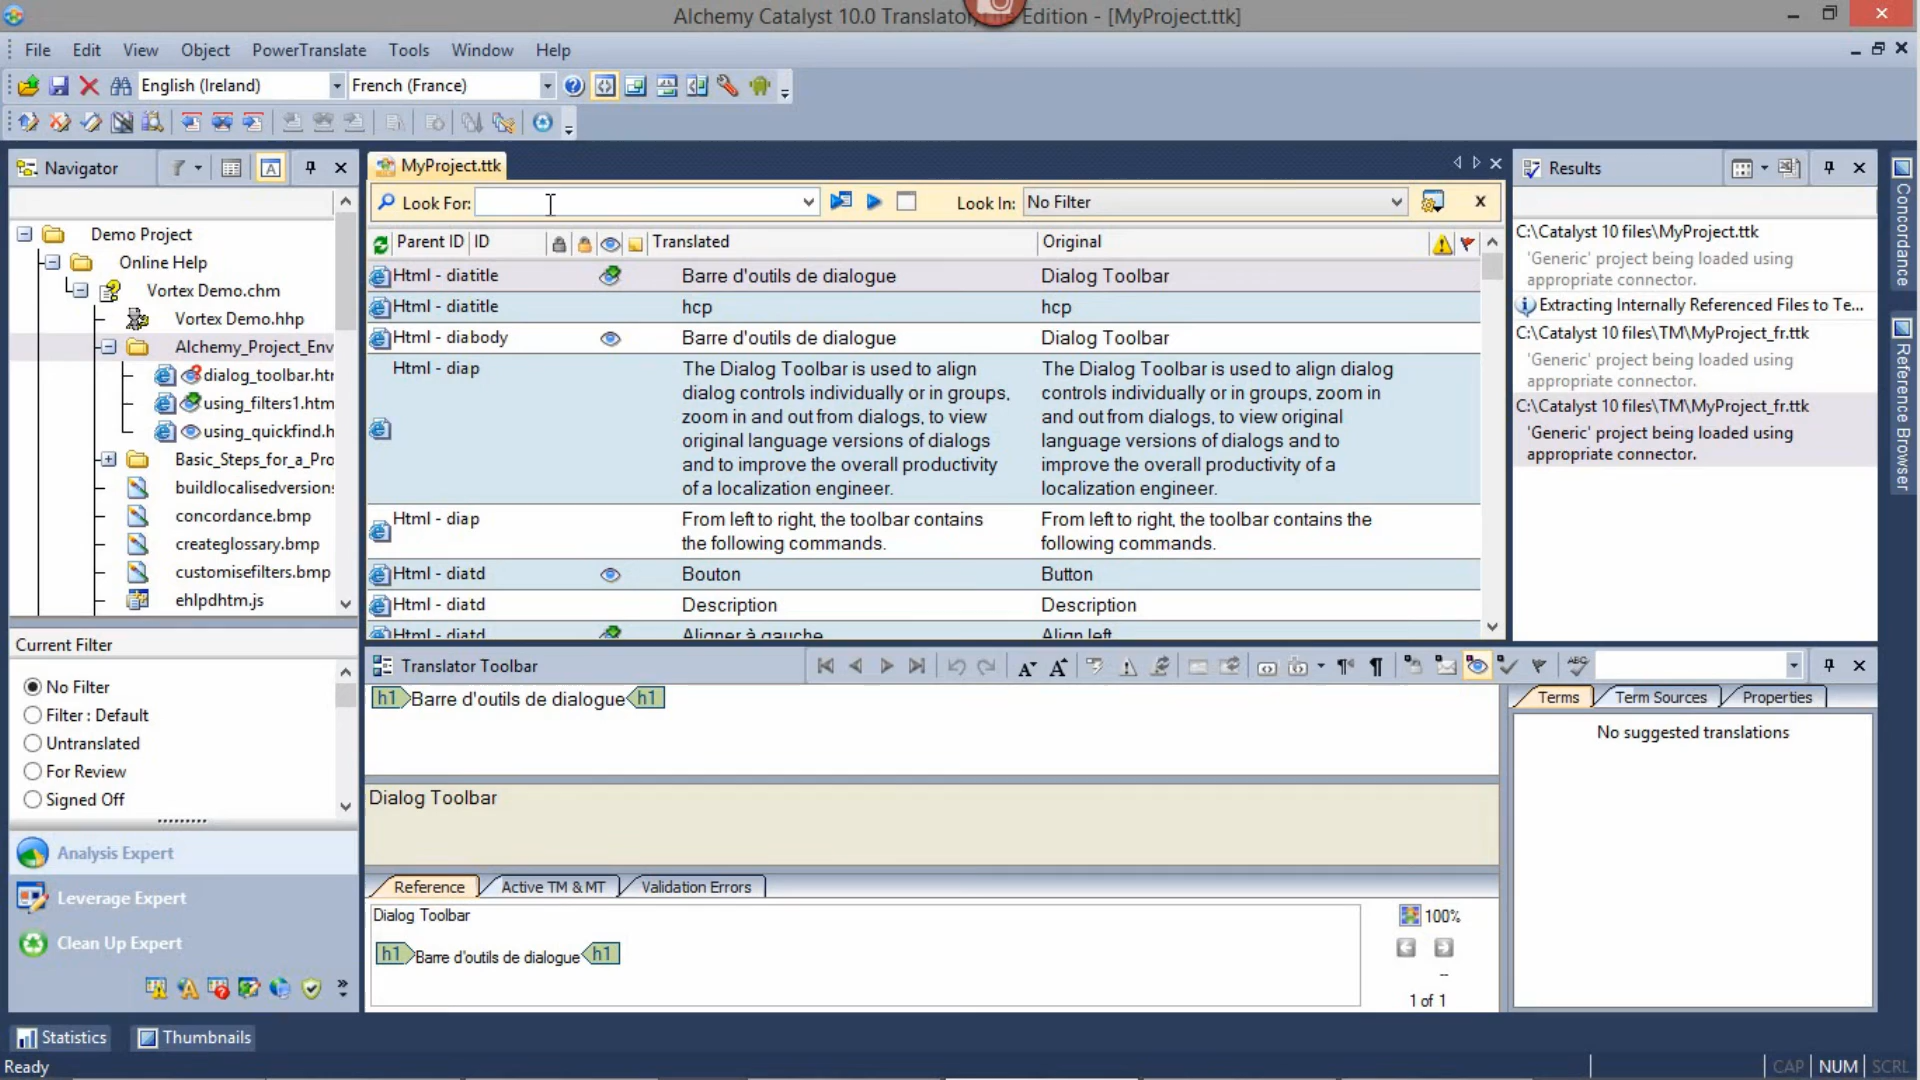 Alchemy Catalyst 10.0 Translator/ Edition - [MyProject.ttk]
File Edit View Object PowerTranslate Tools Window Help
English (Ireland) French (France)
Navigator
Demo Project
Online Help
Vortex Demo.chm
Vortex Demo.hhp
Alchemy_Project_Env
dialog_toolbar.htr
using_filters1.htm
using_quickfind.h
Basic_Steps_for_a_Pro
buildlocalisedversion:
concordance.bmp
createglossary.bmp
customisefilters.bmp
ehlpdhtm.js
Current Filter
No Filter
Filter : Default
Untranslated
For Review
Signed Off
Analysis Expert
Leverage Expert
Clean Up Expert
Statistics Thumbnails
Ready
MyProject.ttk
Look For: Look In: No Filter
Parent ID ID Translated Original
Html - diatitle Barre d'outils de dialogue Dialog Toolbar
Html - diatitle hcp hcp
Html - diabody Barre d'outils de dialogue Dialog Toolbar
Html - diap The Dialog Toolbar is used to align The Dialog Toolbar is used to align dialog
dialog controls individually or in groups, controls individually or in groups, zoom in
zoom in and out from dialogs, to view and out from dialogs, to view original
original language versions of dialogs language versions of dialogs and to
and to improve the overall productivity improve the overall productivity of a
of a localization engineer. localization engineer.
Html - diap From left to right, the toolbar contains From left to right, the toolbar contains the
the following commands. following commands.
Html - diatd Bouton Button
Html - diatd Description Description
Html - diatd Aligner à gauche Align left
Translator Toolbar
h1 Barre d'outils de dialogue h1
Dialog Toolbar
Reference Active TM & MT Validation Errors
Dialog Toolbar
h1 Barre d'outils de dialogue h1
100%
--
1 of 1
Results
C:\Catalyst 10 files\MyProject.ttk
'Generic' project being loaded using
appropriate connector.
Extracting Internally Referenced Files to Te...
C:\Catalyst 10 files\TM\MyProject_fr.ttk
'Generic' project being loaded using
appropriate connector.
C:\Catalyst 10 files\TM\MyProject_fr.ttk
'Generic' project being loaded using
appropriate connector.
Terms Term Sources Properties
No suggested translations
Concordance
Reference Browser
CAP NUM SCRL